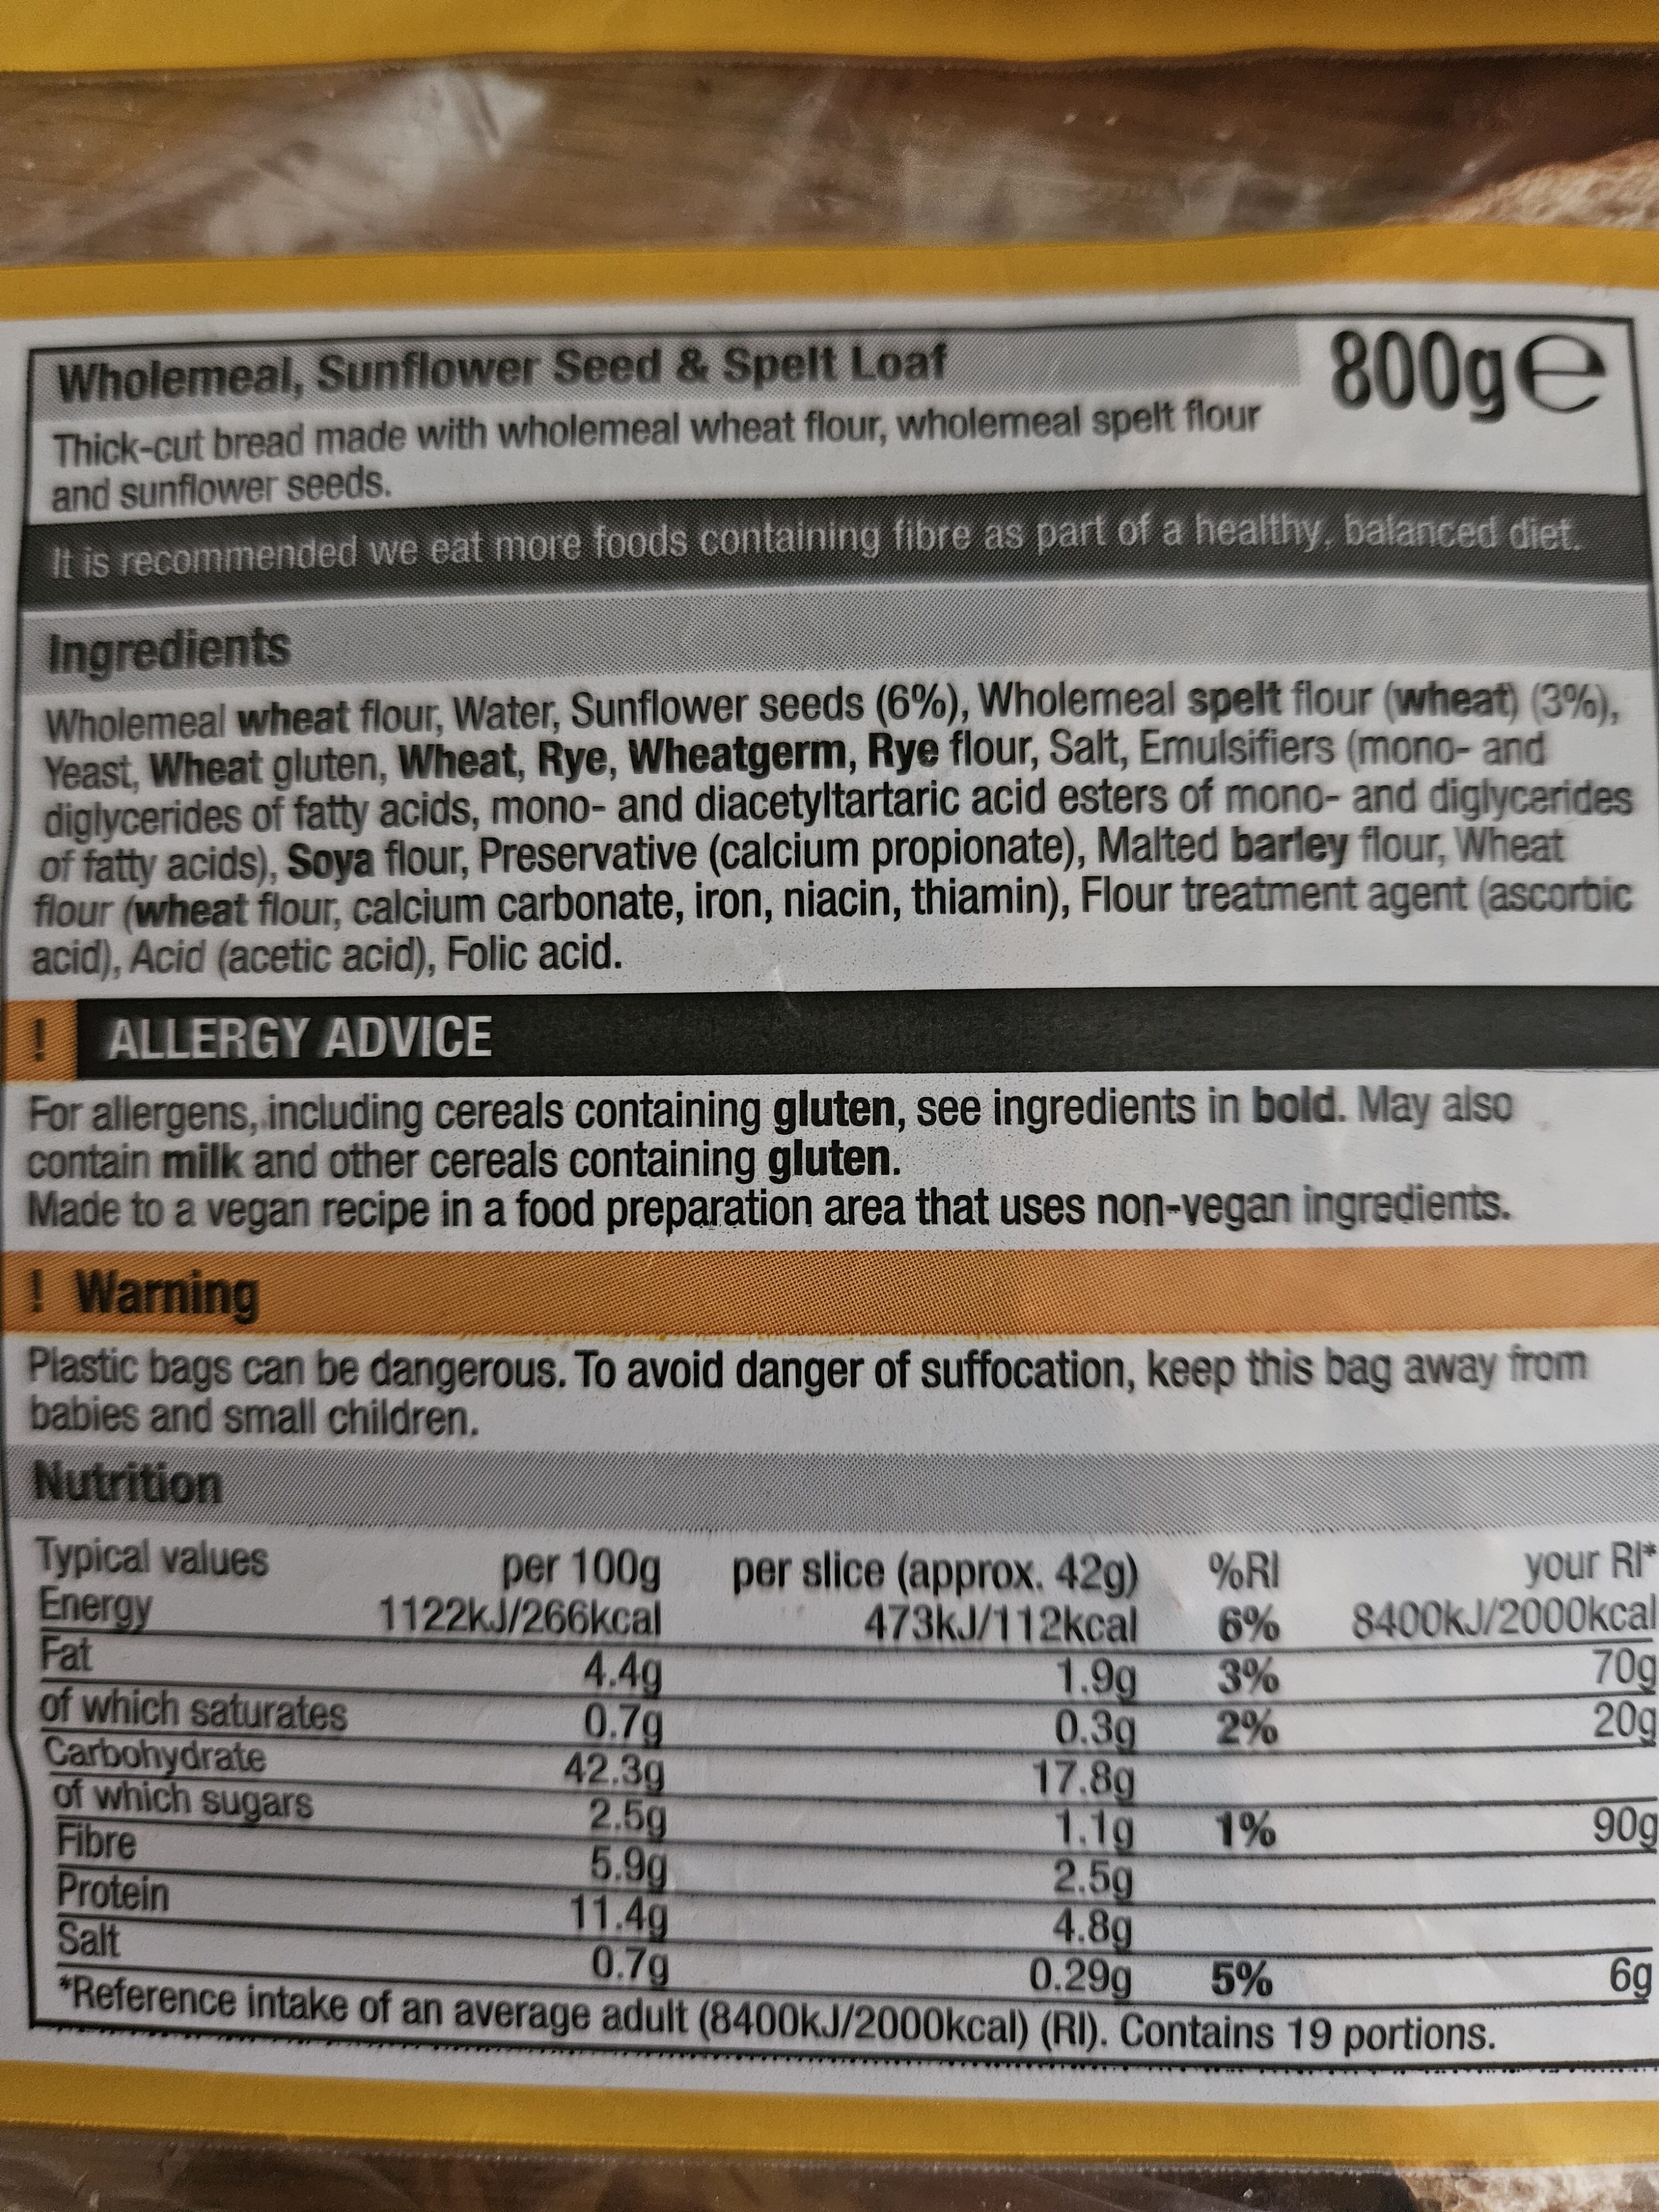 Wholemeal, Sunflower Seed & Spelt Loaf
800g℮
Thick-cut bread made with wholemeal wheat flour, wholemeal spelt flour
and sunflower seeds.
It is recommended we eat more foods containing fibre as part of a healthy, balanced diet.
Ingredients
Wholemeal wheat flour, Water, Sunflower seeds (6%), Wholemeal spelt flour (wheat) (3%),
Yeast, Wheat gluten, Wheat, Rye, Wheatgerm, Rye flour, Salt, Emulsifiers (mono- and
diglycerides of fatty acids, mono- and diacetyltartaric acid esters of mono- and diglycerides
of fatty acids), Soya flour, Preservative (calcium propionate), Malted barley flour, Wheat
flour (wheat flour, calcium carbonate, iron, niacin, thiamin), Flour treatment agent (ascorbic
acid), Acid (acetic acid), Folic acid.
! ALLERGY ADVICE
For allergens, including cereals containing gluten, see ingredients in bold. May also
contain milk and other cereals containing gluten.
Made to a vegan recipe in a food preparation area that uses non-vegan ingredients.
! Warning
Plastic bags can be dangerous. To avoid danger of suffocation, keep this bag away from
babies and small children.
Nutrition
Typical values per 100g per slice (approx. 42g) %RI your RI*
Energy 1122kJ/266kcal 473kJ/112kcal 6% 8400kJ/2000kcal
Fat 4.4g 1.9g 3% 70g
of which saturates 0.7g 0.3g 2% 20g
Carbohydrate 42.3g 17.8g
of which sugars 2.5g 1.1g 1% 90g
Fibre 5.9g 2.5g
Protein 11.4g 4.8g
Salt 0.7g 0.29g 5% 6g
*Reference intake of an average adult (8400kJ/2000kcal) (RI). Contains 19 portions.